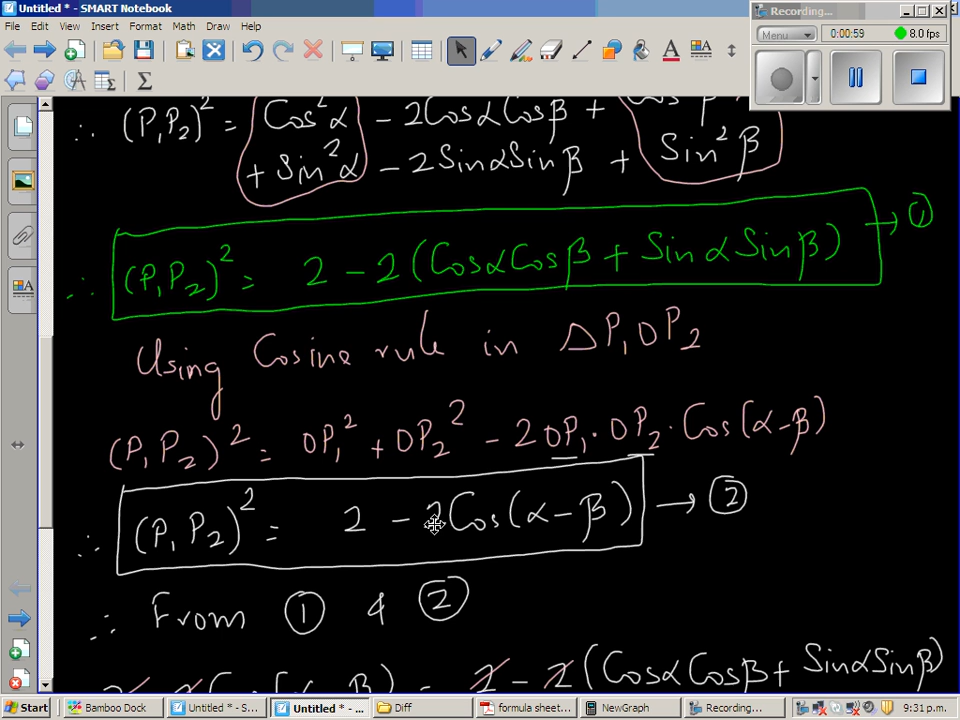 Untitled * - SMART Notebook
File Edit View Insert Format Math Draw Help
Recording...
Menu 0:00:59 8.0 fps
∴ (P₁P₂)² = Cos²α - 2CosαCosβ +
+ Sin²α - 2SinαSinβ + Sin²β
∴ (P₁P₂)² = 2 - 2(CosαCosβ + SinαSinβ) → ①
Using Cosine rule in ΔP₁OP₂
(P₁P₂)² = OP₁² + OP₂² - 2OP₁·OP₂·Cos(α-β)
∴ (P₁P₂)² = 2 - 2Cos(α-β) → ②
∴ From ① & ②
2 - 2Cos(α-β) = 2 - 2(CosαCosβ + SinαSinβ)
Start Bamboo Dock Untitled * - S... Untitled * - ... Diff formula sheet... NewGraph Recording... 9:31 p.m.